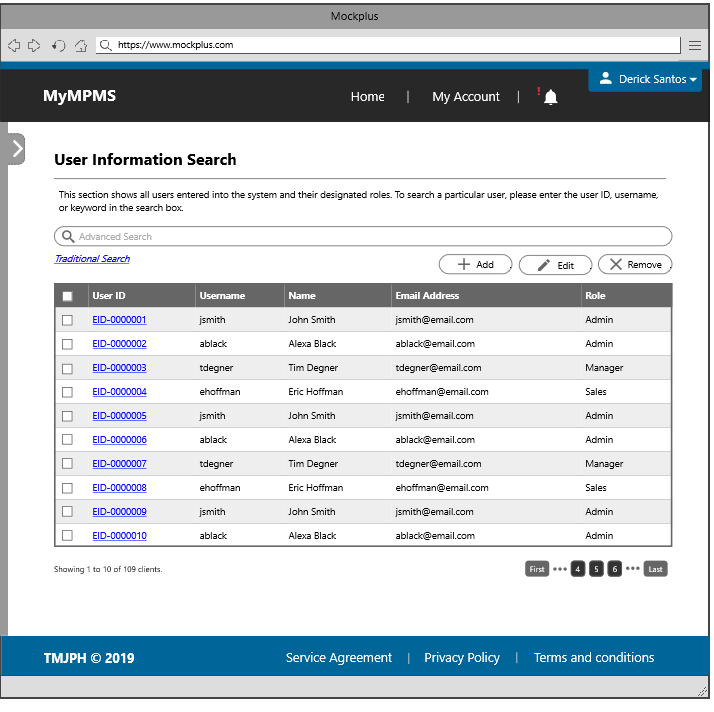 Mockplus
https://www.mockplus.com
Derick Santos
MyMPMS
Home | My Account | !
User Information Search
This section shows all users entered into the system and their designated roles. To search a particular user, please enter the user ID, username,
or keyword in the search box.
Advanced Search
Traditional Search
Add Edit Remove
User ID Username Name Email Address Role
EID-0000001 jsmith John Smith jsmith@email.com Admin
EID-0000002 ablack Alexa Black ablack@email.com Admin
EID-0000003 tdegner Tim Degner tdegner@email.com Manager
EID-0000004 ehoffman Eric Hoffman ehoffman@email.com Sales
EID-0000005 jsmith John Smith jsmith@email.com Admin
EID-0000006 ablack Alexa Black ablack@email.com Admin
EID-0000007 tdegner Tim Degner tdegner@email.com Manager
EID-0000008 ehoffman Eric Hoffman ehoffman@email.com Sales
EID-0000009 jsmith John Smith jsmith@email.com Admin
EID-0000010 ablack Alexa Black ablack@email.com Admin
Showing 1 to 10 of 109 clients.
First ••• 4 5 6 ••• Last
TMJPH © 2019
Service Agreement | Privacy Policy | Terms and conditions